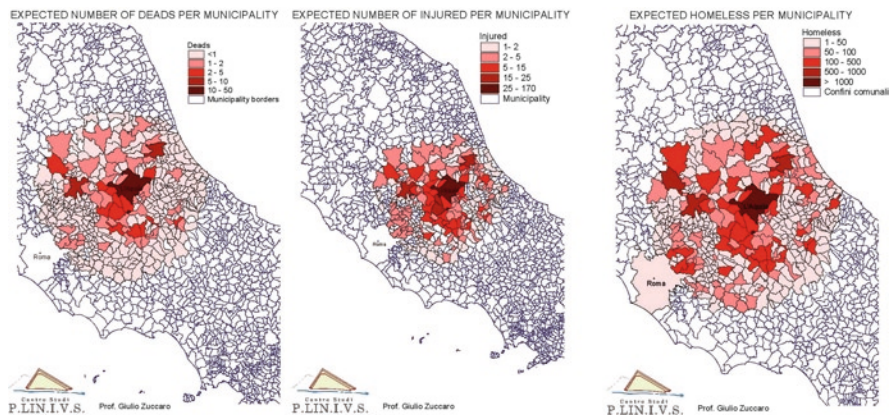 EXPECTED NUMBER OF DEADS PER MUNICIPALITY
Deads
<1
1 - 2
2 - 5
5 - 10
10 - 50
Municipality borders
Roma
Centro Studi
P.LIN.I.V.S.
Prof. Giulio Zuccaro
EXPECTED NUMBER OF INJURED PER MUNICIPALITY
Injured
1 - 2
2 - 5
5 - 15
15 - 25
25 - 170
Municipality
Roma
Centro Studi
P.LIN.I.V.S.
Prof. Giulio Zuccaro
EXPECTED HOMELESS PER MUNICIPALITY
Homeless
1 - 50
50 - 100
100 - 500
500 - 1000
> 1000
Confini comunali
Roma
Centro Studi
P.LIN.I.V.S.
Prof. Giulio Zuccaro